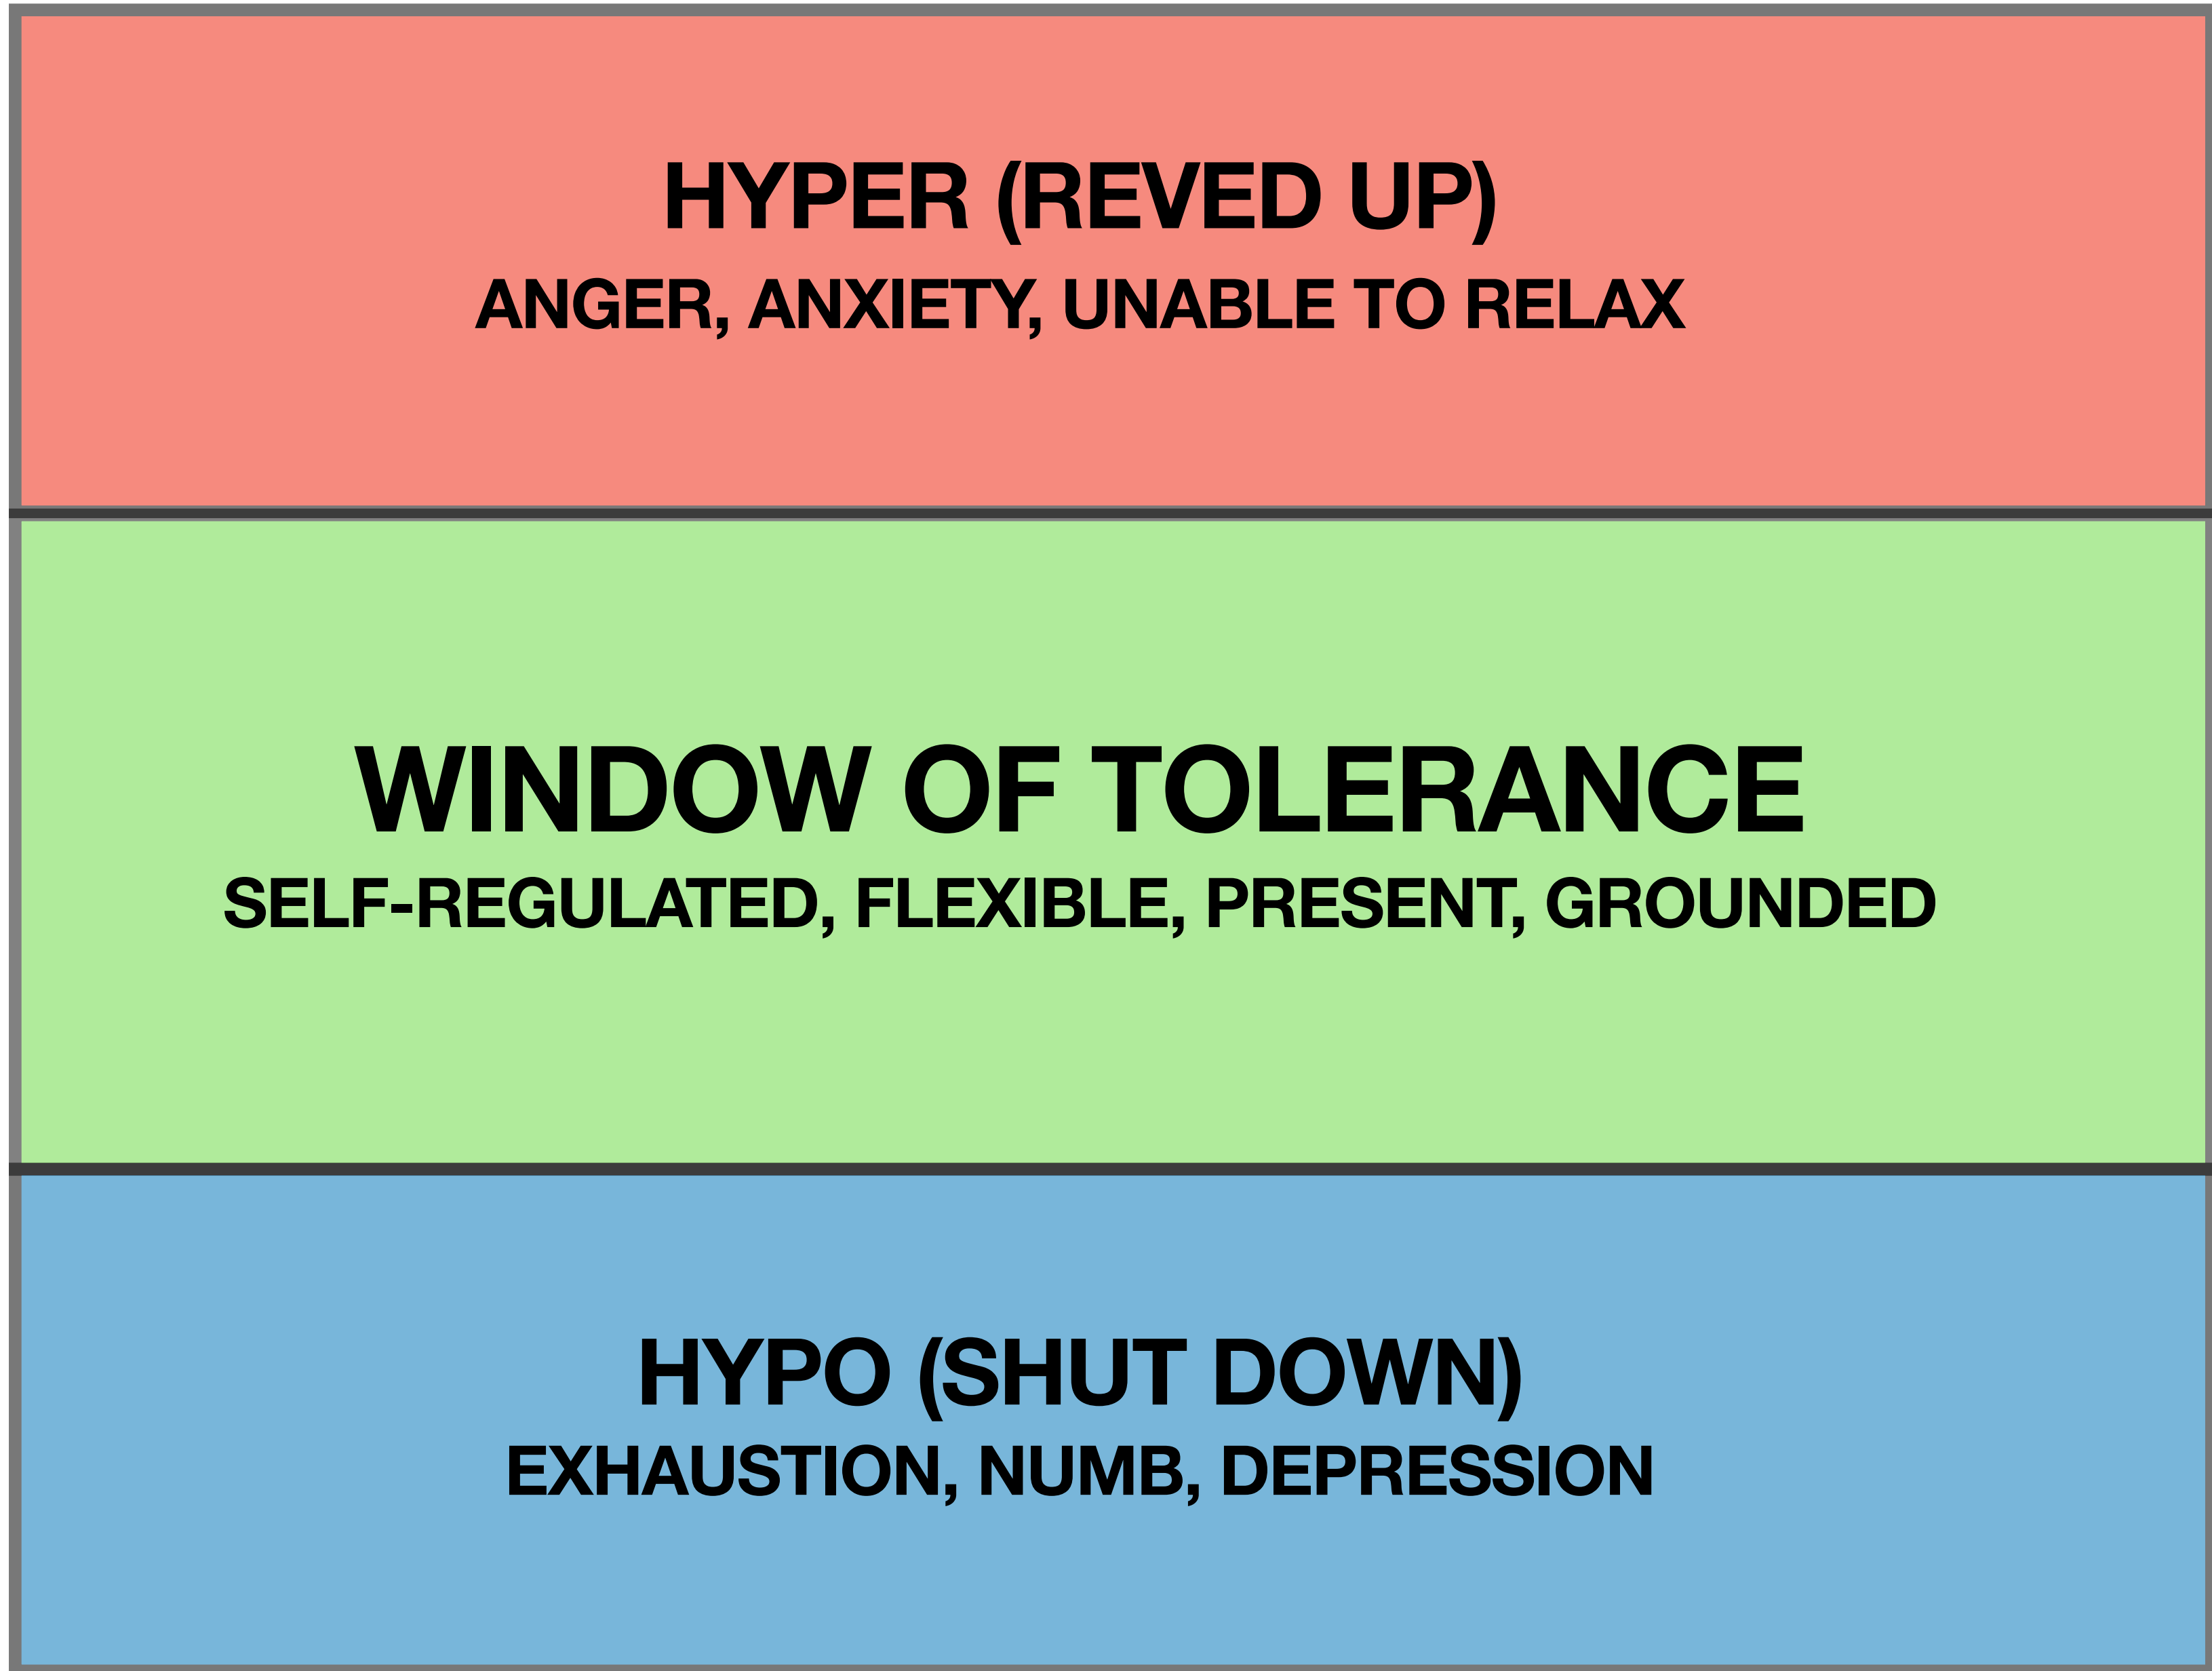 HYPER (REVED UP)
ANGER, ANXIETY, UNABLE TO RELAX
WINDOW OF TOLERANCE
SELF-REGULATED, FLEXIBLE, PRESENT, GROUNDED
HYPO (SHUT DOWN)
EXHAUSTION, NUMB, DEPRESSION